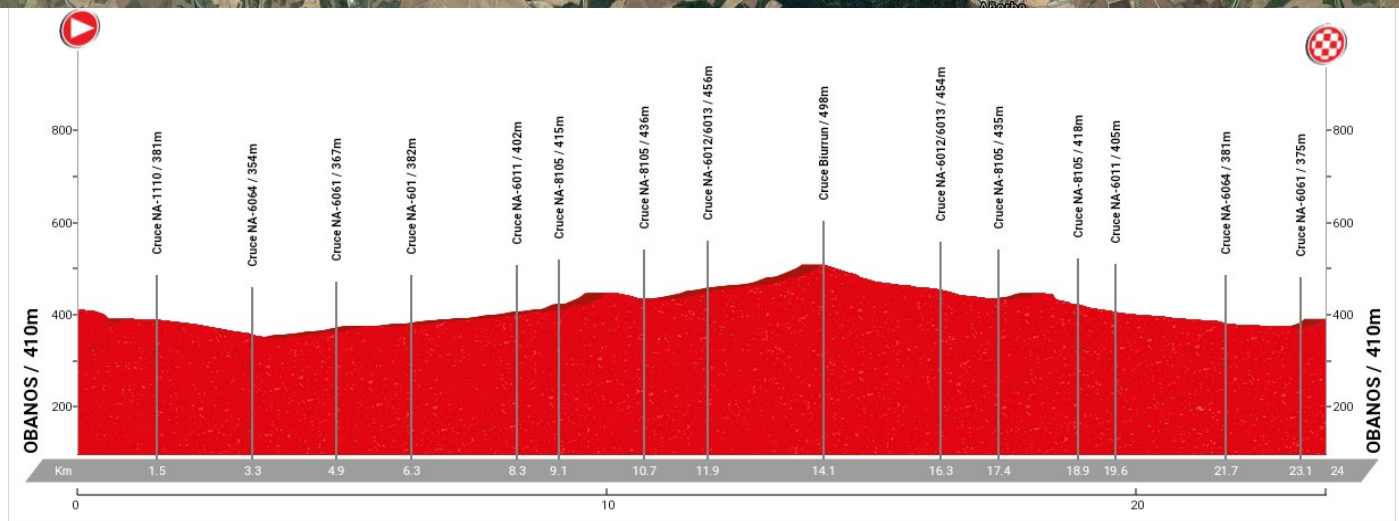 Añorbe
Cruce NA-1110 / 381m
Cruce NA-6064 / 354m
Cruce NA-6061 / 367m
Cruce NA-601 / 382m
Cruce NA-6011 / 402m
Cruce NA-8105 / 415m
Cruce NA-8105 / 436m
Cruce NA-6012/6013 / 456m
Cruce Biurrun / 498m
Cruce NA-6012/6013 / 454m
Cruce NA-8105 / 435m
Cruce NA-8105 / 418m
Cruce NA-6011 / 405m
Cruce NA-6064 / 381m
Cruce NA-6061 / 375m
800 800
600 600
400 400
200 200
OBANOS / 410m
OBANOS / 410m
Km 1.5 3.3 4.9 6.3 8.3 9.1 10.7 11.9 14.1 16.3 17.4 18.9 19.6 21.7 23.1 24
0 10 20